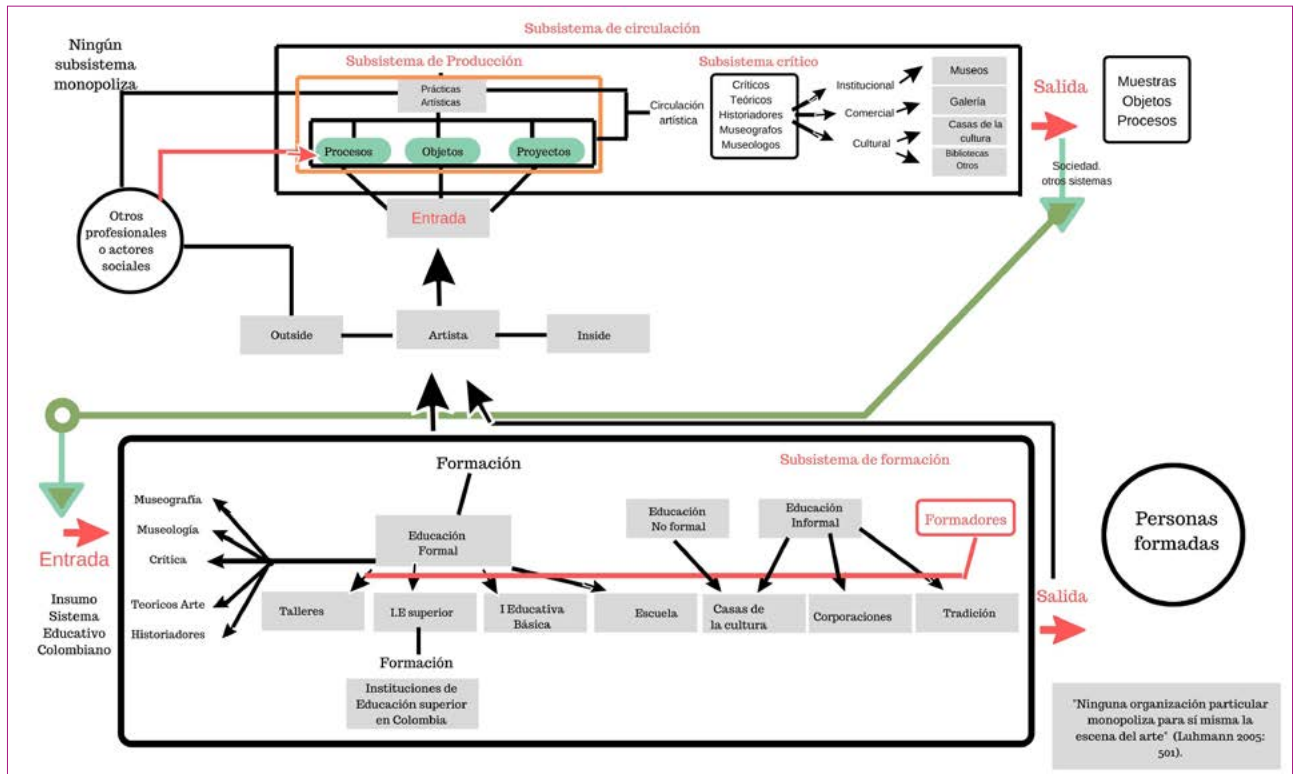 Subsistema de circulación
Ningún
subsistema
monopoliza
Subsistema de Producción
Prácticas
Artísticas
Procesos
Objetos
Proyectos
Circulación
artística
Subsistema crítico
Críticos
Teóricos
Historiadores
Museografos
Museologos
Institucional
Comercial
Cultural
Museos
Galería
Casas de la
cultura
Bibliotecas
Otros
Salida
Muestras
Objetos
Procesos
Sociedad.
otros sistemas
Entrada
Otros
profesionales
o actores
sociales
Outside
Artista
Inside
Formación
Subsistema de formación
Museografía
Museología
Crítica
Teoricos Arte
Historiadores
Educación
Formal
Educación
No formal
Educación
Informal
Formadores
Entrada
Insumo
Sistema
Educativo
Colombiano
Talleres
I.E superior
I Educativa
Básica
Escuela
Casas de
la cultura
Corporaciones
Tradición
Formación
Instituciones de
Educación superior
en Colombia
Personas
formadas
Salida
"Ninguna organización particular
monopoliza para sí misma la
escena del arte" (Luhmann 2005:
501).